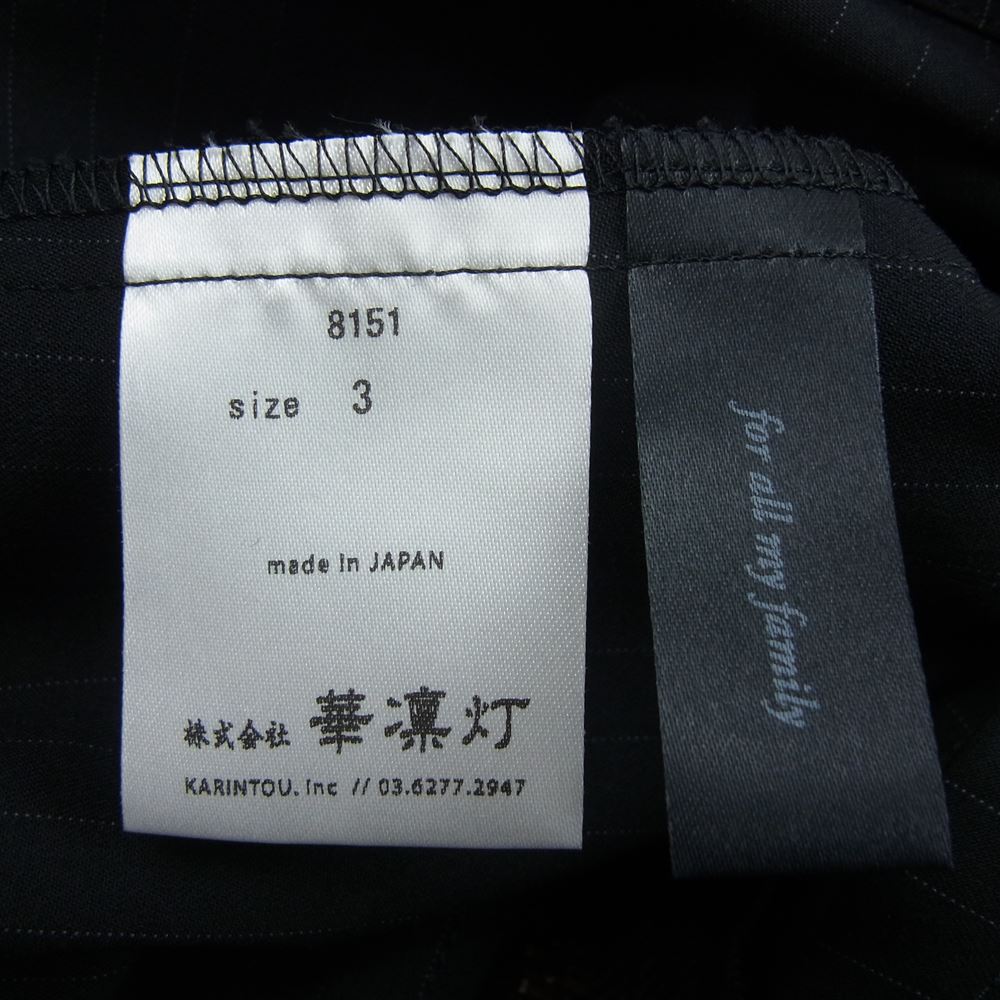 8151
size 3
made in JAPAN
株式会社 華凛灯
KARINTOU. Inc // 03.6277.2947
for all my family